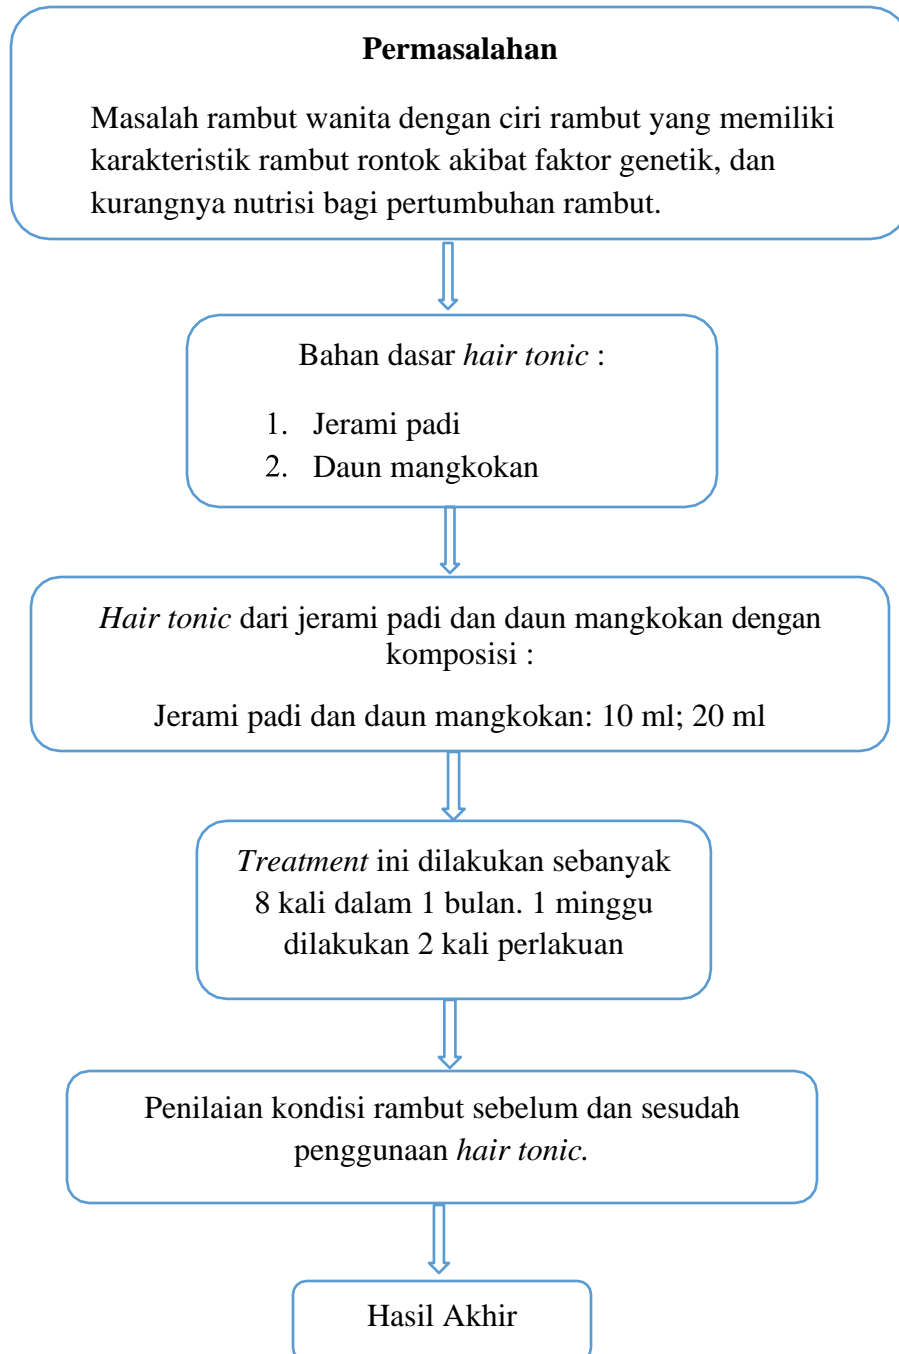 Permasalahan
Masalah rambut wanita dengan ciri rambut yang memiliki
karakteristik rambut rontok akibat faktor genetik, dan
kurangnya nutrisi bagi pertumbuhan rambut.
Bahan dasar hair tonic :
1. Jerami padi
2. Daun mangkokan
Hair tonic dari jerami padi dan daun mangkokan dengan
komposisi :
Jerami padi dan daun mangkokan: 10 ml; 20 ml
Treatment ini dilakukan sebanyak
8 kali dalam 1 bulan. 1 minggu
dilakukan 2 kali perlakuan
Penilaian kondisi rambut sebelum dan sesudah
penggunaan hair tonic.
Hasil Akhir